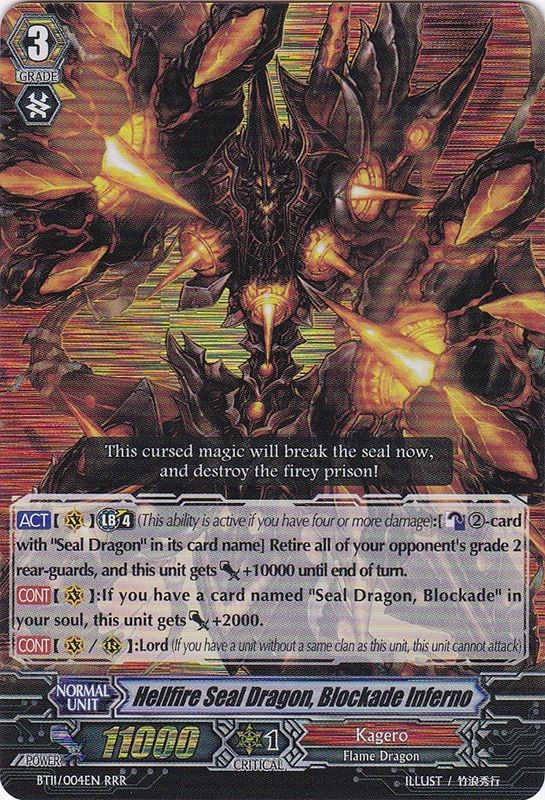 3
GRADE
This cursed magic will break the seal now,
and destroy the firey prison!
ACT [ ] LB 4 (This ability is active if you have four or more damage):[ ②-card
with "Seal Dragon" in its card name] Retire all of your opponent's grade 2
rear-guards, and this unit gets +10000 until end of turn.
CONT [ ]:If you have a card named "Seal Dragon, Blockade" in
your soul, this unit gets +2000.
CONT [ / ]:Lord (If you have a unit without a same clan as this unit, this unit cannot attack)
NORMAL
UNIT
Hellfire Seal Dragon, Blockade Inferno
POWER
11000
1
CRITICAL
Kagero
Flame Dragon
BT11/004EN RRR
ILLUST / 竹浪秀行